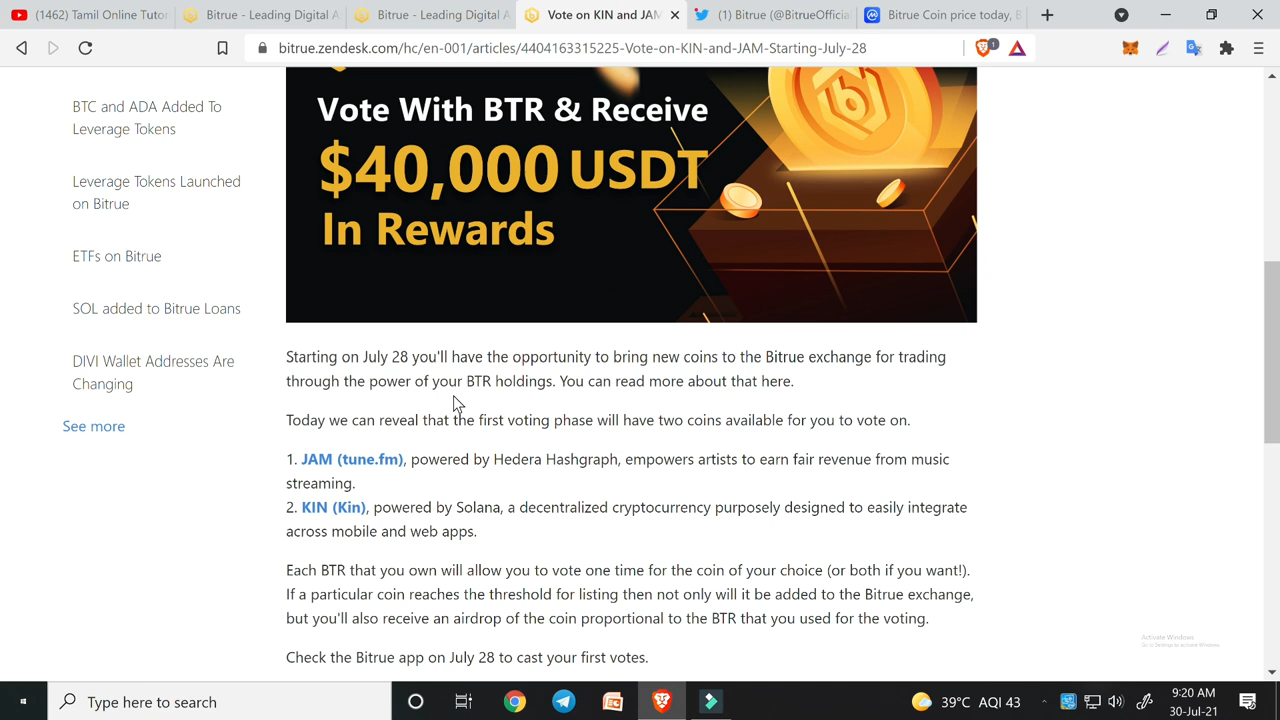 (1462) Tamil Online Tutor
Bitrue - Leading Digital A
Bitrue - Leading Digital A
Vote on KIN and JAM
(1) Bitrue (@BitrueOfficial
Bitrue Coin price today, B
bitrue.zendesk.com/hc/en-001/articles/4404163315225-Vote-on-KIN-and-JAM-Starting-July-28
1
BTC and ADA Added To
Leverage Tokens
Leverage Tokens Launched
on Bitrue
ETFs on Bitrue
SOL added to Bitrue Loans
DIVI Wallet Addresses Are
Changing
See more
Vote With BTR & Receive
$40,000 USDT
In Rewards
Starting on July 28 you'll have the opportunity to bring new coins to the Bitrue exchange for trading
through the power of your BTR holdings. You can read more about that here.
Today we can reveal that the first voting phase will have two coins available for you to vote on.
1. JAM (tune.fm), powered by Hedera Hashgraph, empowers artists to earn fair revenue from music
streaming.
2. KIN (Kin), powered by Solana, a decentralized cryptocurrency purposely designed to easily integrate
across mobile and web apps.
Each BTR that you own will allow you to vote one time for the coin of your choice (or both if you want!).
If a particular coin reaches the threshold for listing then not only will it be added to the Bitrue exchange,
but you'll also receive an airdrop of the coin proportional to the BTR that you used for the voting.
Check the Bitrue app on July 28 to cast your first votes.
Activate Windows
Go to Settings to activate Windows.
Type here to search
39°C AQI 43
9:20 AM
30-Jul-21